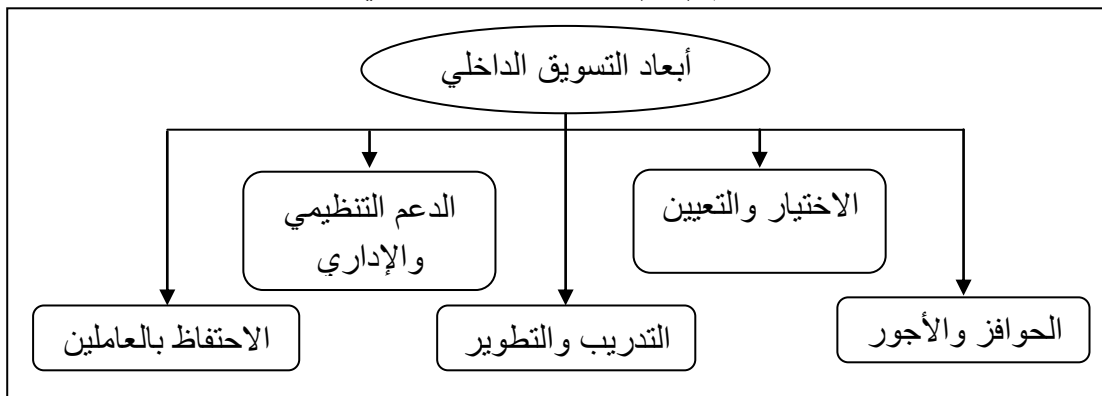 أبعاد التسويق الداخلي
الاختيار والتعيين
الدعم التنظيمي
والإداري
الحوافز والأجور
التدريب والتطوير
الاحتفاظ بالعاملين